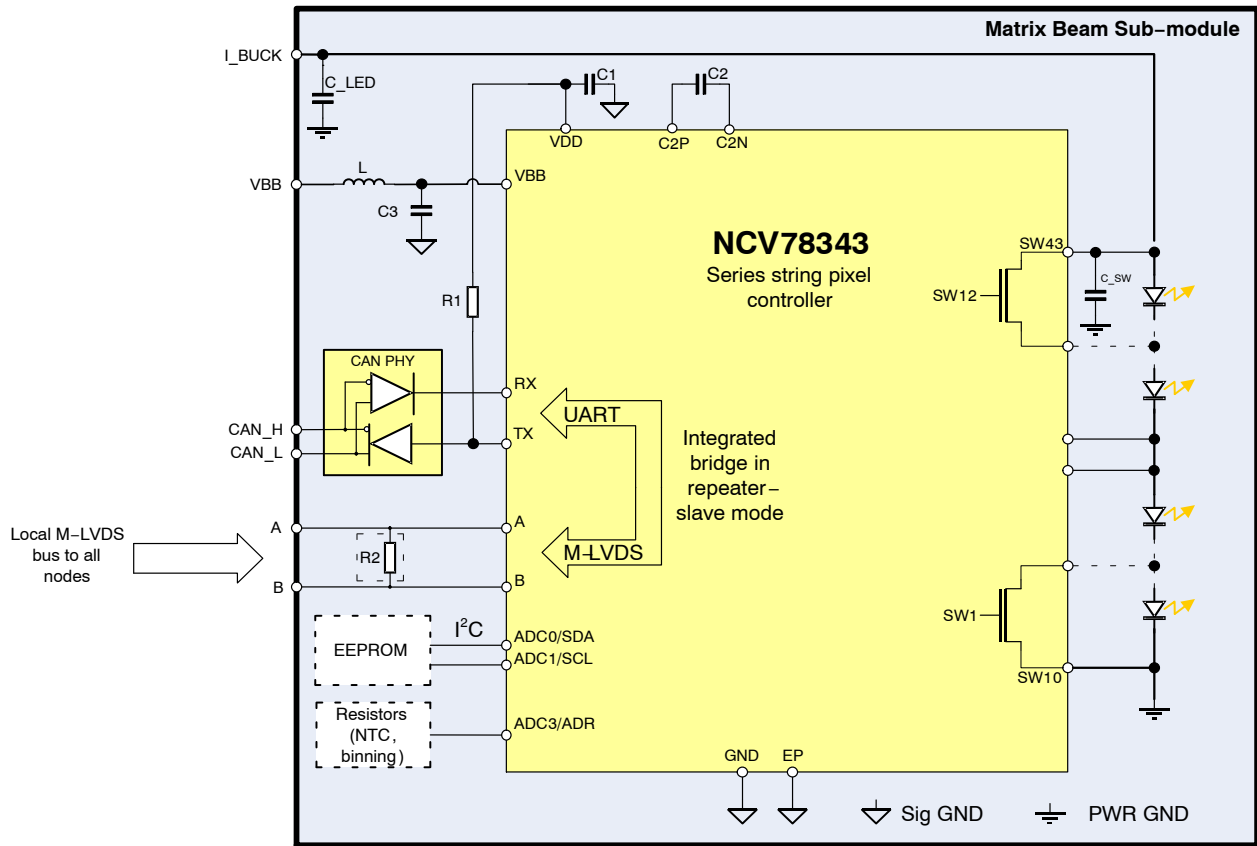 Matrix Beam Sub−module
I_BUCK
C_LED
C1
C2
VDD
C2P
C2N
L
VBB
VBB
C3
NCV78343
Series string pixel
controller
SW43
C_SW
SW12
R1
CAN PHY
RX
UART
TX
CAN_H
CAN_L
Integrated
bridge in
repeater−
slave mode
Local M−LVDS
bus to all
nodes
A
A
R2
M−LVDS
B
B
SW1
I²C
EEPROM
ADC0/SDA
ADC1/SCL
SW10
Resistors
(NTC,
binning)
ADC3/ADR
GND
EP
Sig GND
PWR GND